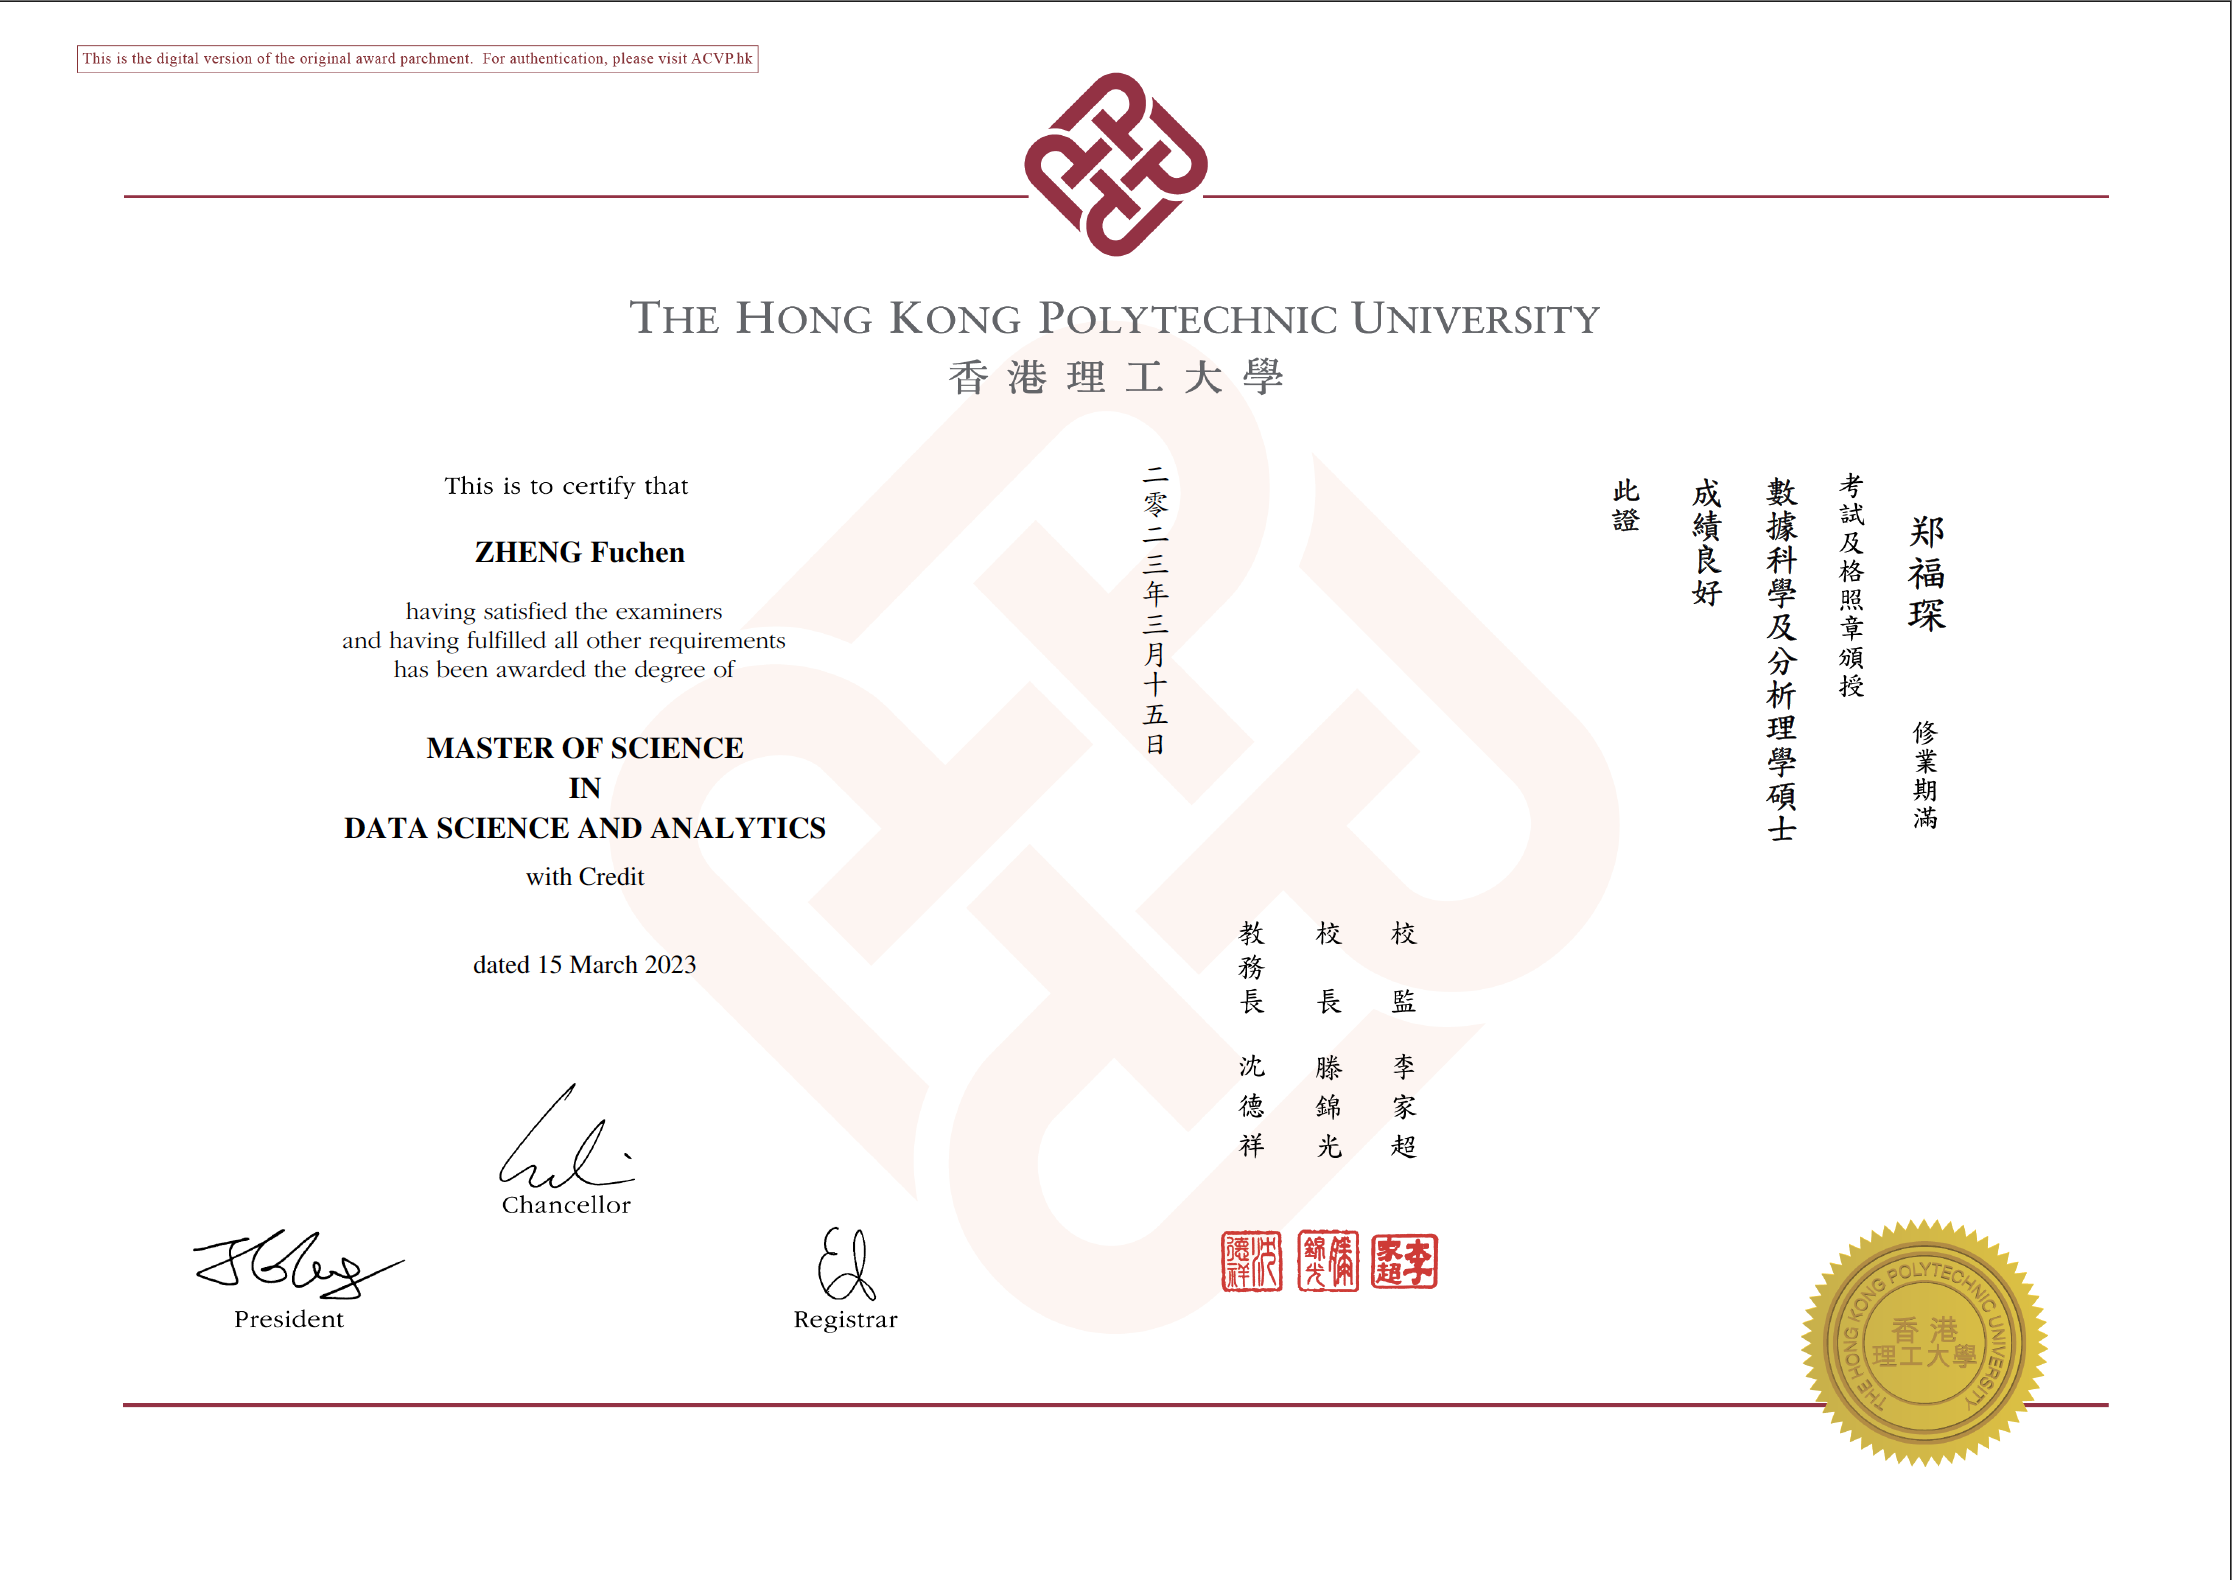 This is the digital version of the original award parchment.  For authentication, please visit ACVP.hk
THE HONG KONG POLYTECHNIC UNIVERSITY
香港理工大學
This is to certify that
ZHENG Fuchen
having satisfied the examiners
and having fulfilled all other requirements
has been awarded the degree of
MASTER OF SCIENCE
IN
DATA SCIENCE AND ANALYTICS
with Credit
dated 15 March 2023
Chancellor
President
Registrar
郑福琛 修業期滿
考試及格照章頒授
數據科學及分析理學碩士
成績良好
此證
二零二三年三月十五日
校監 李家超
校長 滕錦光
教務長 沈德祥
李家超
滕錦光
沈德祥
THE HONG KONG POLYTECHNIC UNIVERSITY
香港
理工大學